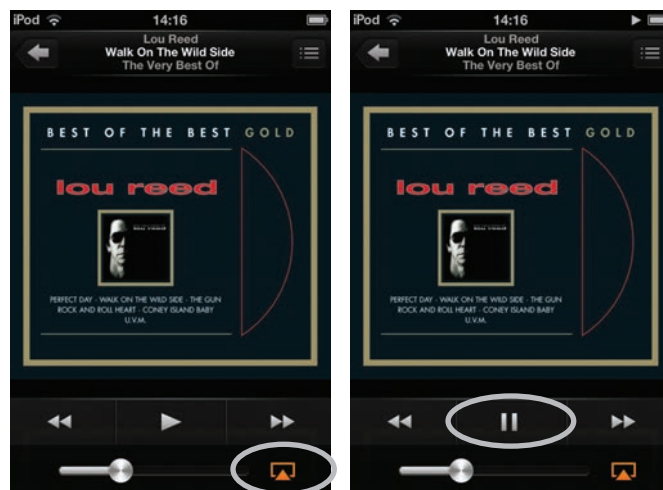 iPod 14:16
Lou Reed
Walk On The Wild Side
The Very Best Of
BEST OF THE BEST GOLD
lou reed
PERFECT DAY · WALK ON THE WILD SIDE · THE GUN
ROCK AND ROLL HEART · CONEY ISLAND BABY
U.V.M.
iPod 14:16
Lou Reed
Walk On The Wild Side
The Very Best Of
BEST OF THE BEST GOLD
lou reed
PERFECT DAY · WALK ON THE WILD SIDE · THE GUN
ROCK AND ROLL HEART · CONEY ISLAND BABY
U.V.M.